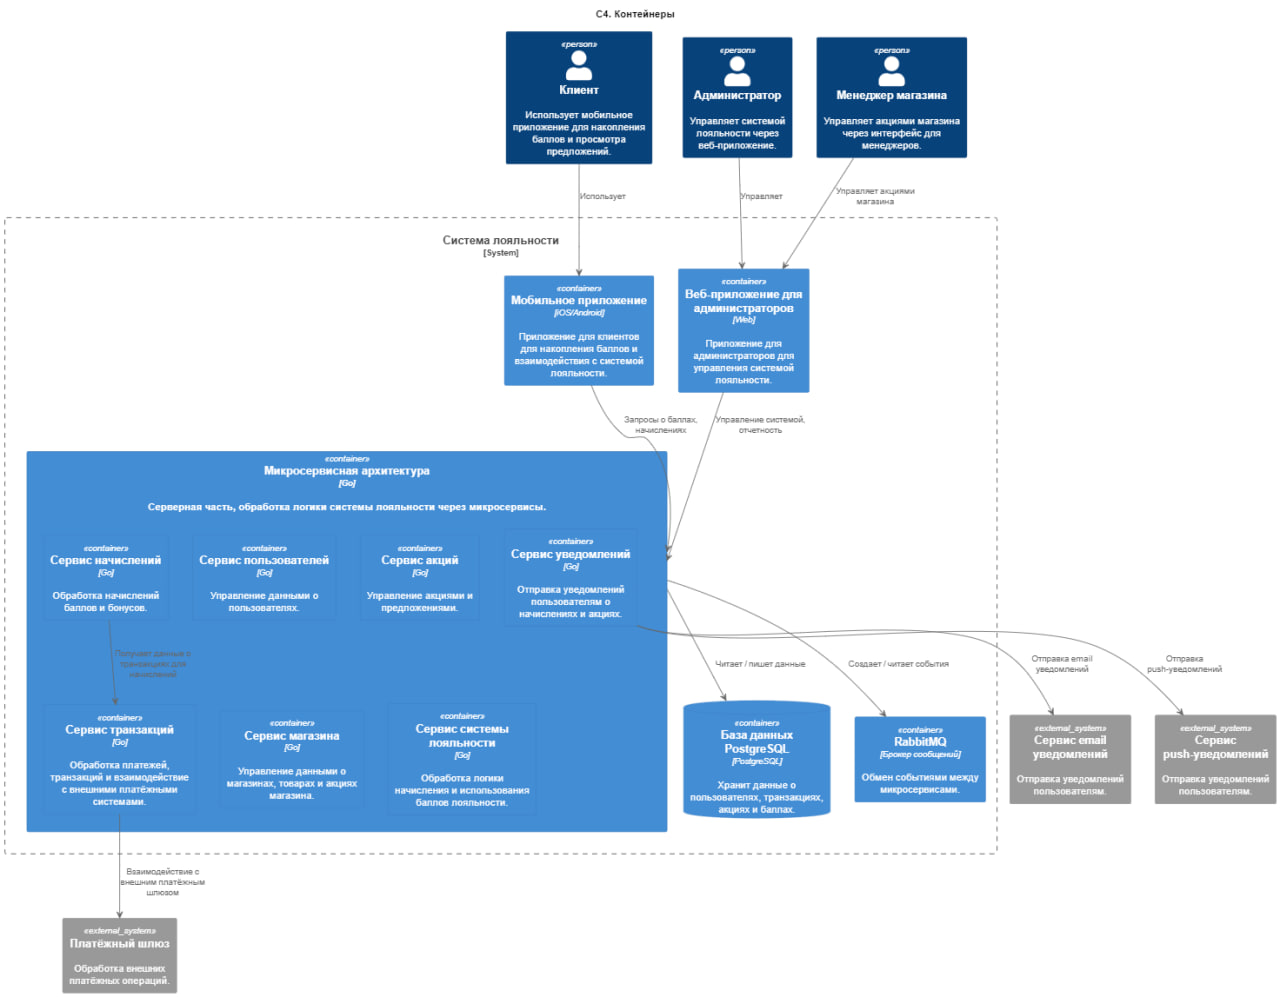 C4. Контейнеры
«person»
Клиент
Использует мобильное
приложение для накопления
баллов и просмотра
предложений.
«person»
Администратор
Управляет системой
лояльности через
веб-приложение.
«person»
Менеджер магазина
Управляет акциями магазина
через интерфейс для
менеджеров.
Использует
Управляет
Управляет акциями
магазина
Система лояльности
[System]
«container»
Мобильное приложение
[iOS/Android]
Приложение для клиентов
для накопления баллов и
взаимодействия с системой
лояльности.
«container»
Веб-приложение для
администраторов
[Web]
Приложение для
администраторов для
управления системой
лояльности.
Запросы о баллах,
начислениях
Управление системой,
отчетность
«container»
Микросервисная архитектура
[Go]
Серверная часть, обработка логики системы лояльности через микросервисы.
«container»
Сервис начислений
[Go]
Обработка начислений
баллов и бонусов.
«container»
Сервис пользователей
[Go]
Управление данными о
пользователях.
«container»
Сервис акций
[Go]
Управление акциями и
предложениями.
«container»
Сервис уведомлений
[Go]
Отправка уведомлений
пользователям о
начислениях и акциях.
Получает данные о
транзакциях для
начислений
Читает / пишет данные
Создает / читает события
Отправка email
уведомлений
Отправка
push-уведомлений
«container»
Сервис транзакций
[Go]
Обработка платежей,
транзакций и взаимодействие
с внешними платёжными
системами.
«container»
Сервис магазина
[Go]
Управление данными о
магазинах, товарах и акциях
магазина.
«container»
Сервис системы
лояльности
[Go]
Обработка логики
начисления и использования
баллов лояльности.
«container»
База данных
PostgreSQL
[PostgreSQL]
Хранит данные о
пользователях, транзакциях,
акциях и баллах.
«container»
RabbitMQ
[Брокер сообщений]
Обмен событиями между
микросервисами.
«external_system»
Сервис email
уведомлений
Отправка уведомлений
пользователям.
«external_system»
Сервис
push-уведомлений
Отправка уведомлений
пользователям.
Взаимодействие с
внешним платёжным
шлюзом
«external_system»
Платёжный шлюз
Обработка внешних
платёжных операций.